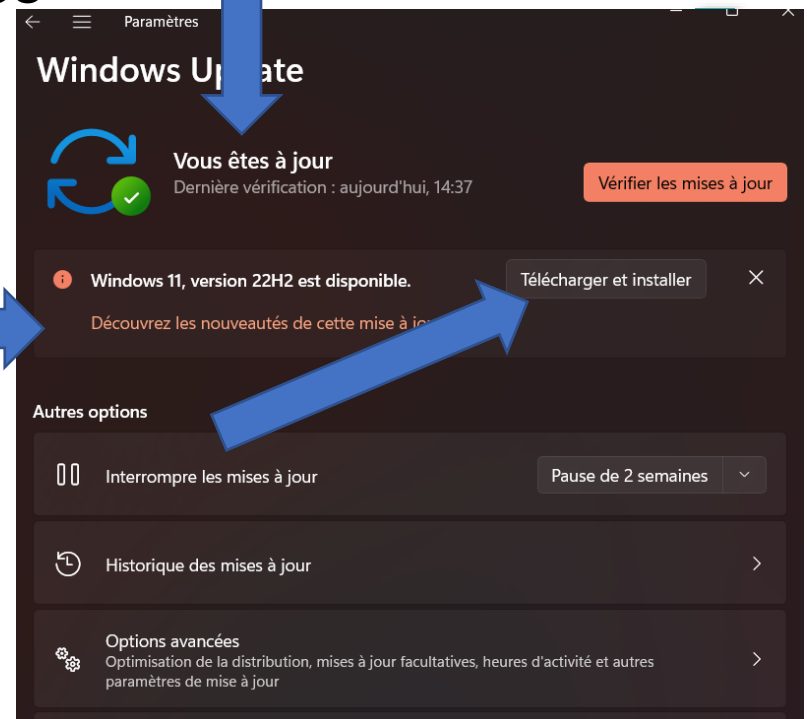 Paramètres
Windows Update
Vous êtes à jour
Dernière vérification : aujourd'hui, 14:37
Vérifier les mises à jour
Windows 11, version 22H2 est disponible.
Télécharger et installer
Découvrez les nouveautés de cette mise à
Autres options
Interrompre les mises à jour
Pause de 2 semaines
Historique des mises à jour
Options avancées
Optimisation de la distribution, mises à jour facultatives, heures d'activité et autres
paramètres de mise à jour